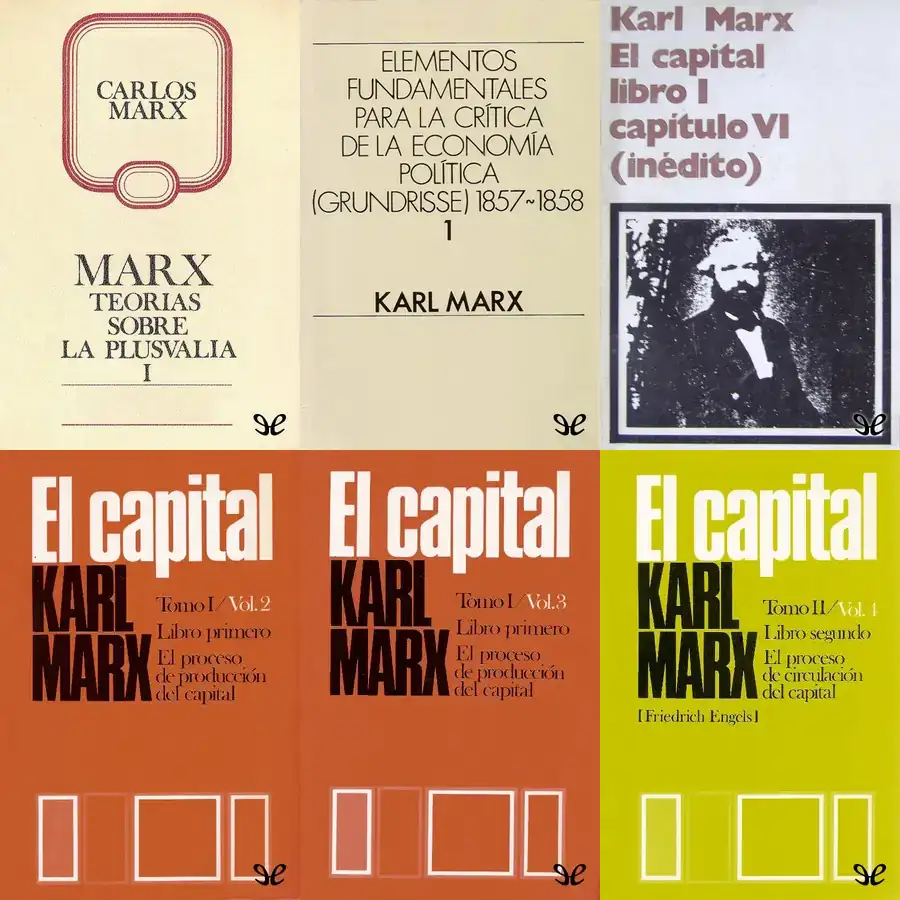 CARLOS
MARX
MARX
TEORIAS
SOBRE
LA PLUSVALIA
I
ELEMENTOS
FUNDAMENTALES
PARA LA CRÍTICA
DE LA ECONOMÍA
POLÍTICA
(GRUNDRISSE) 1857~1858
1
KARL MARX
Karl Marx
El capital
libro I
capítulo VI
(inédito)
El capital
KARL
MARX
Tomo I/Vol.2
Libro primero
El proceso
de producción
del capital
El capital
KARL
MARX
Tomo I/Vol.3
Libro primero
El proceso
de producción
del capital
El capital
KARL
MARX
Tomo II/Vol.4
Libro segundo
El proceso
de circulación
del capital
[Friedrich Engels]